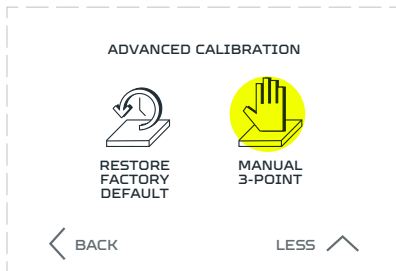 ADVANCED CALIBRATION
RESTORE
FACTORY
DEFAULT
MANUAL
3-POINT
BACK
LESS